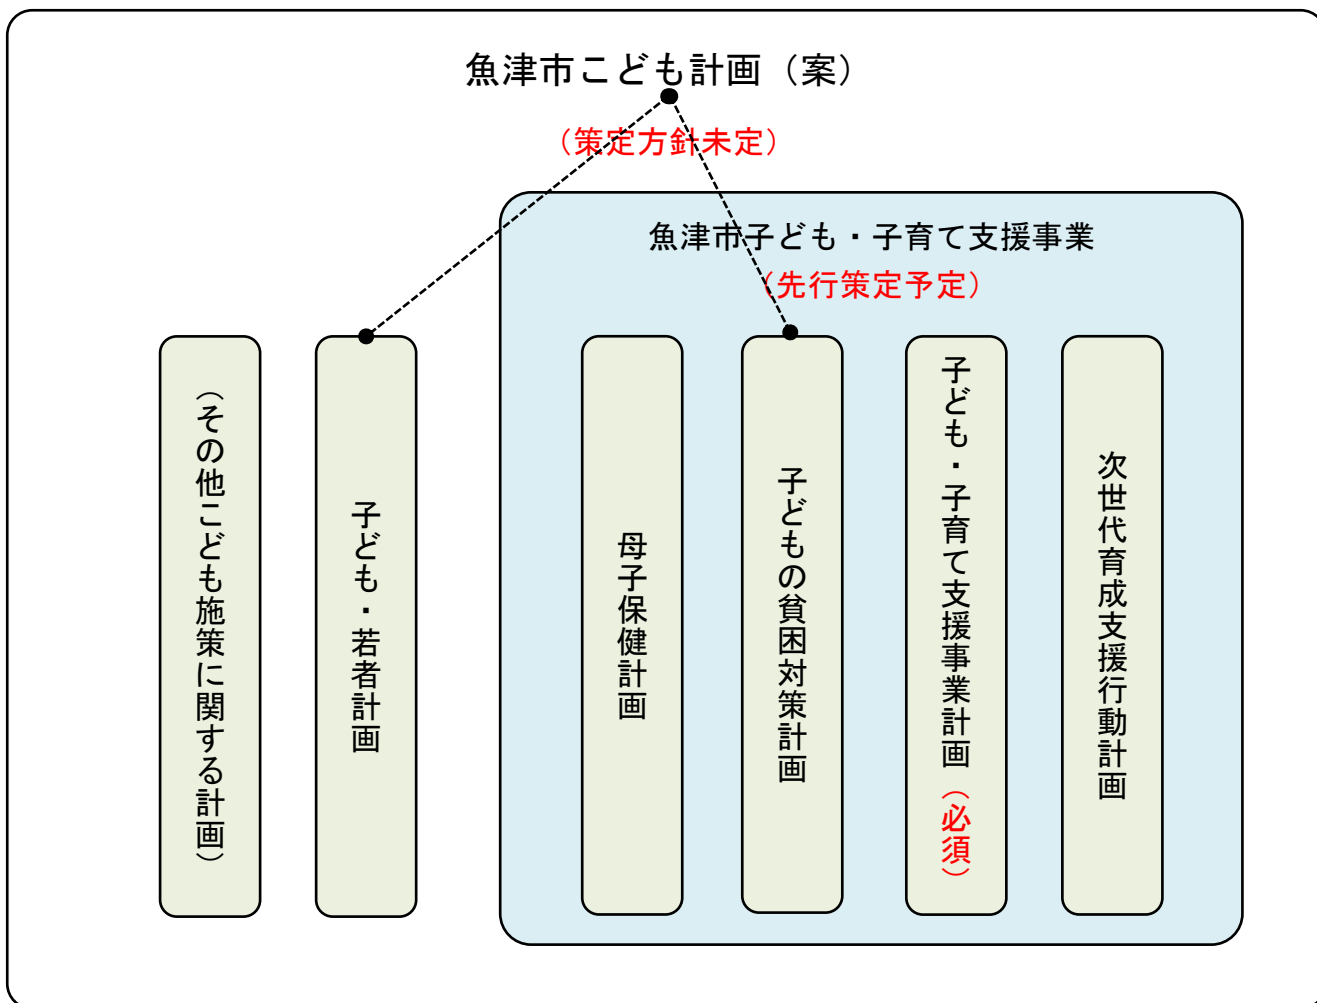 魚津市こども計画（案）
（策定方針未定）
魚津市子ども・子育て支援事業
（先行策定予定）
（その他こども施策に関する計画）
子ども・若者計画
母子保健計画
子どもの貧困対策計画
子ども・子育て支援事業計画（必須）
次世代育成支援行動計画